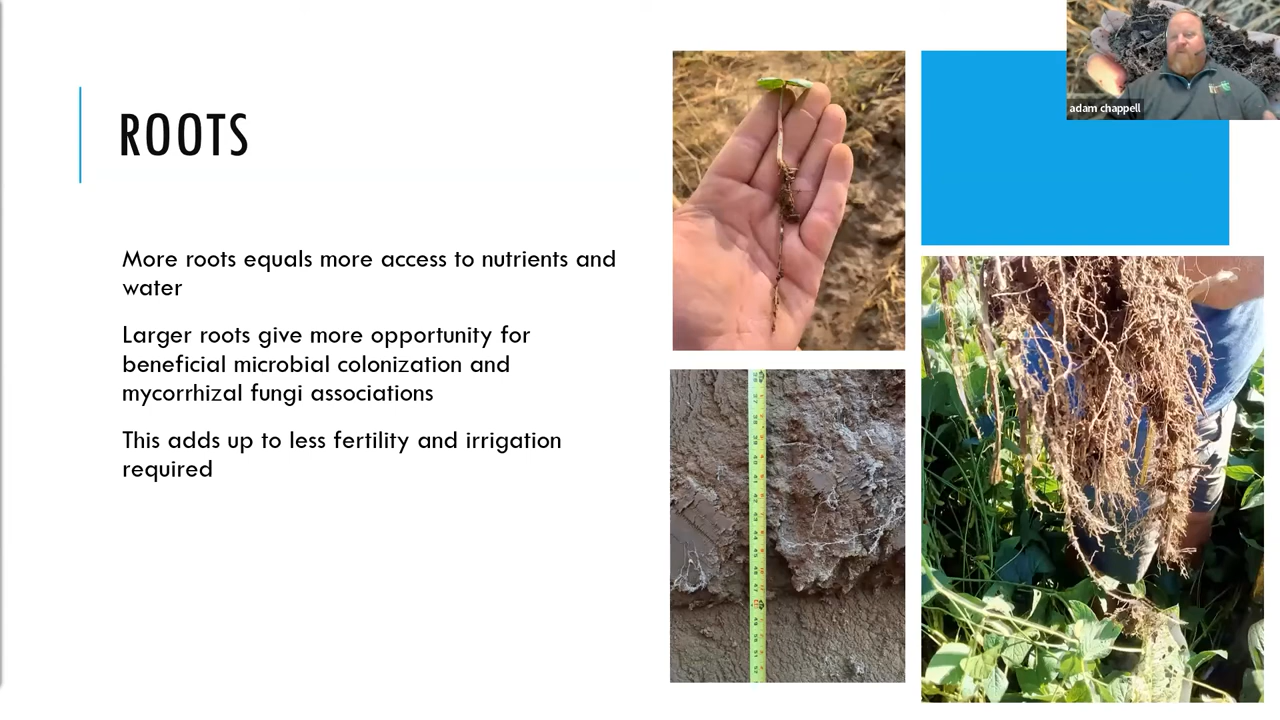 adam chappell
ROOTS
More roots equals more access to nutrients and
water
Larger roots give more opportunity for
beneficial microbial colonization and
mycorrhizal fungi associations
This adds up to less fertility and irrigation
required